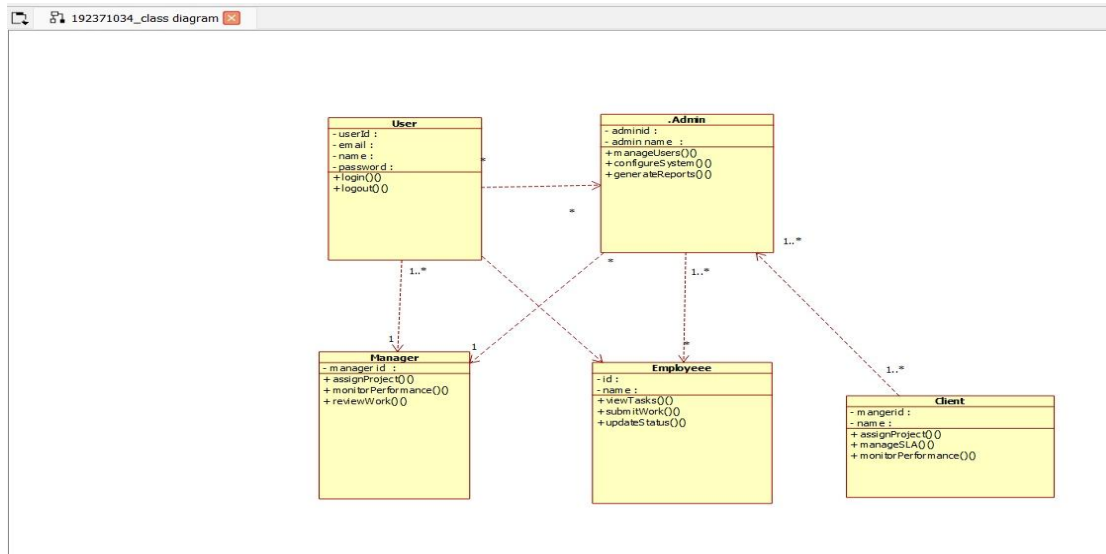 192371034_class diagram
User
- userId :
- email :
- name :
- password :
+login()()
+logout()()
*
.Admin
- adminid :
- admin name :
+manageUsers()()
+configureSystem()()
+generateReports()()
*
1..*
*
1..*
1..*
1
1
*
1..*
Manager
- manager id :
+ assignProject()()
+ monitorPerformance()()
+ reviewWork()()
Employeee
- id :
- name :
+viewTasks()()
+submitWork()()
+updateStatus()()
Client
- mangerid :
- name :
+ assignProject()()
+ manageSLA()()
+ monitorPerformance()()